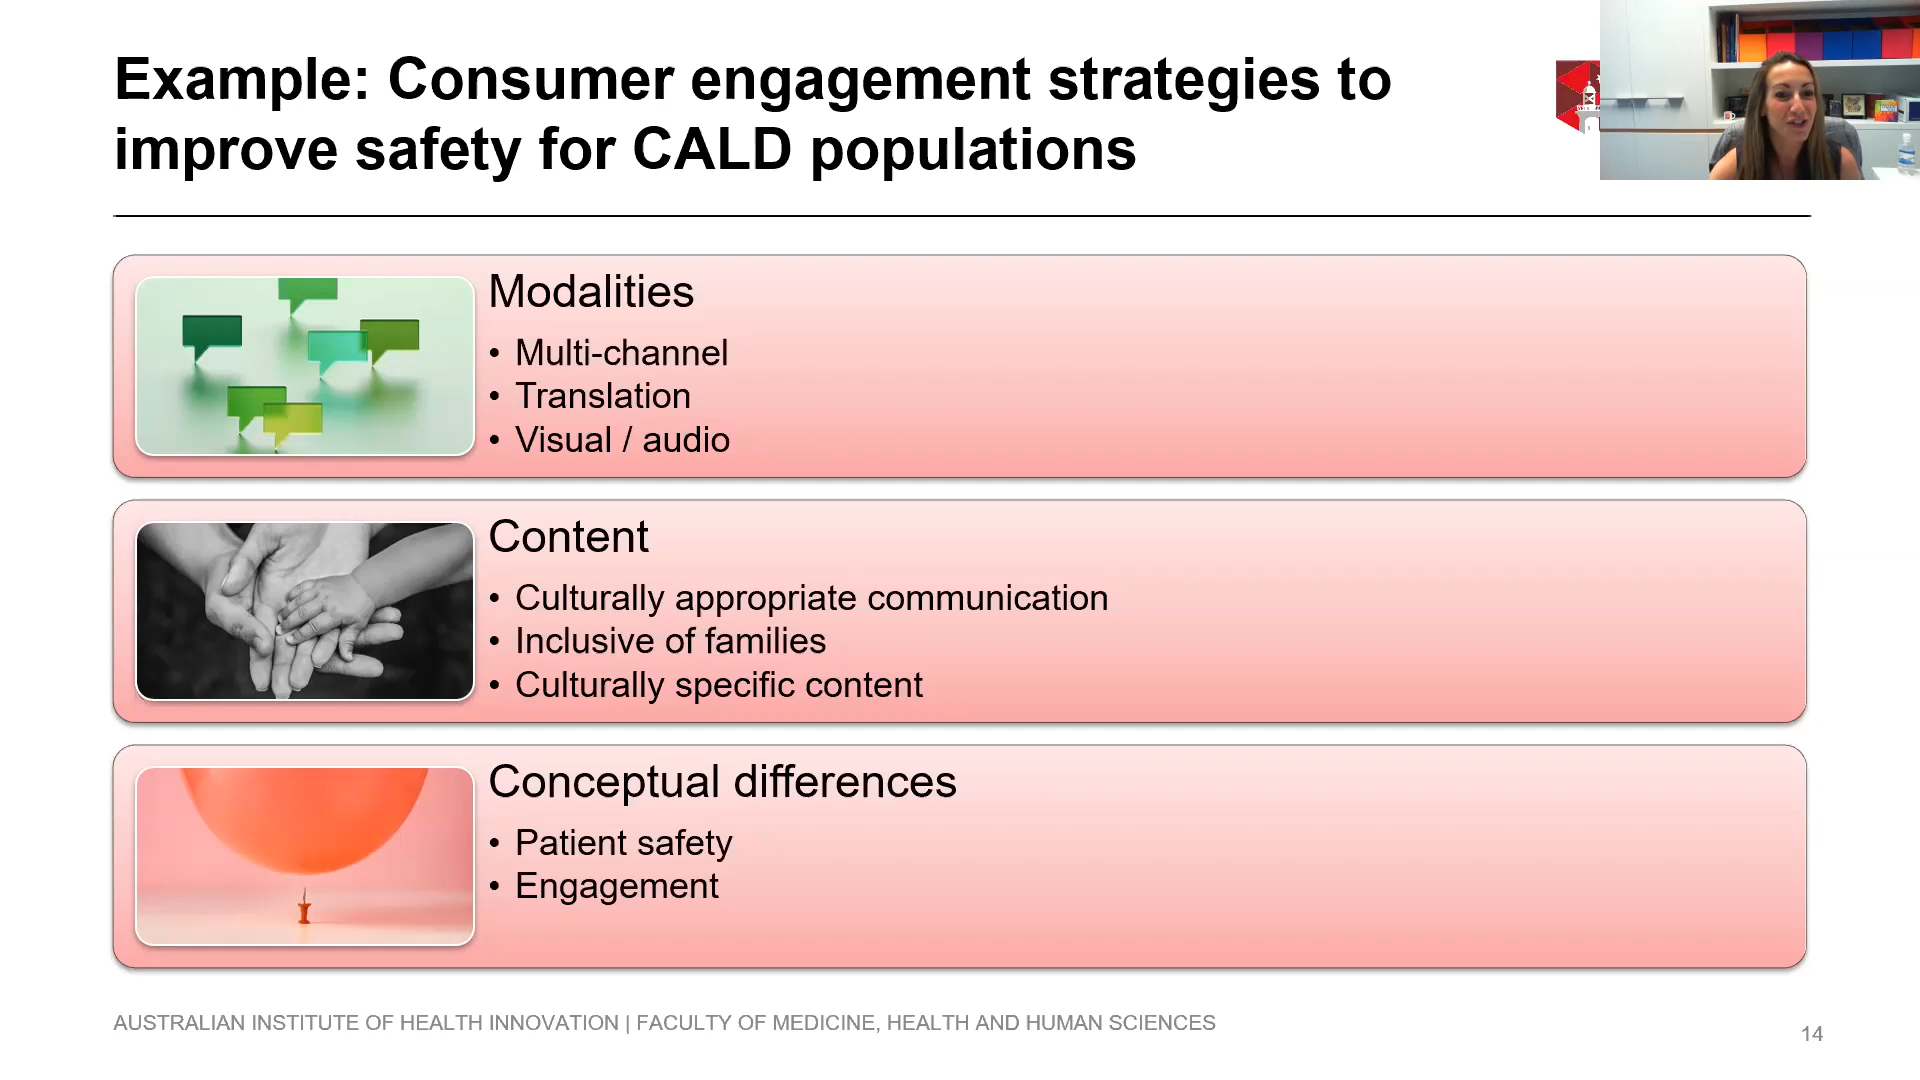 Example: Consumer engagement strategies to
improve safety for CALD populations
Modalities
• Multi-channel
• Translation
• Visual / audio
Content
• Culturally appropriate communication
• Inclusive of families
• Culturally specific content
Conceptual differences
• Patient safety
• Engagement
AUSTRALIAN INSTITUTE OF HEALTH INNOVATION | FACULTY OF MEDICINE, HEALTH AND HUMAN SCIENCES
14